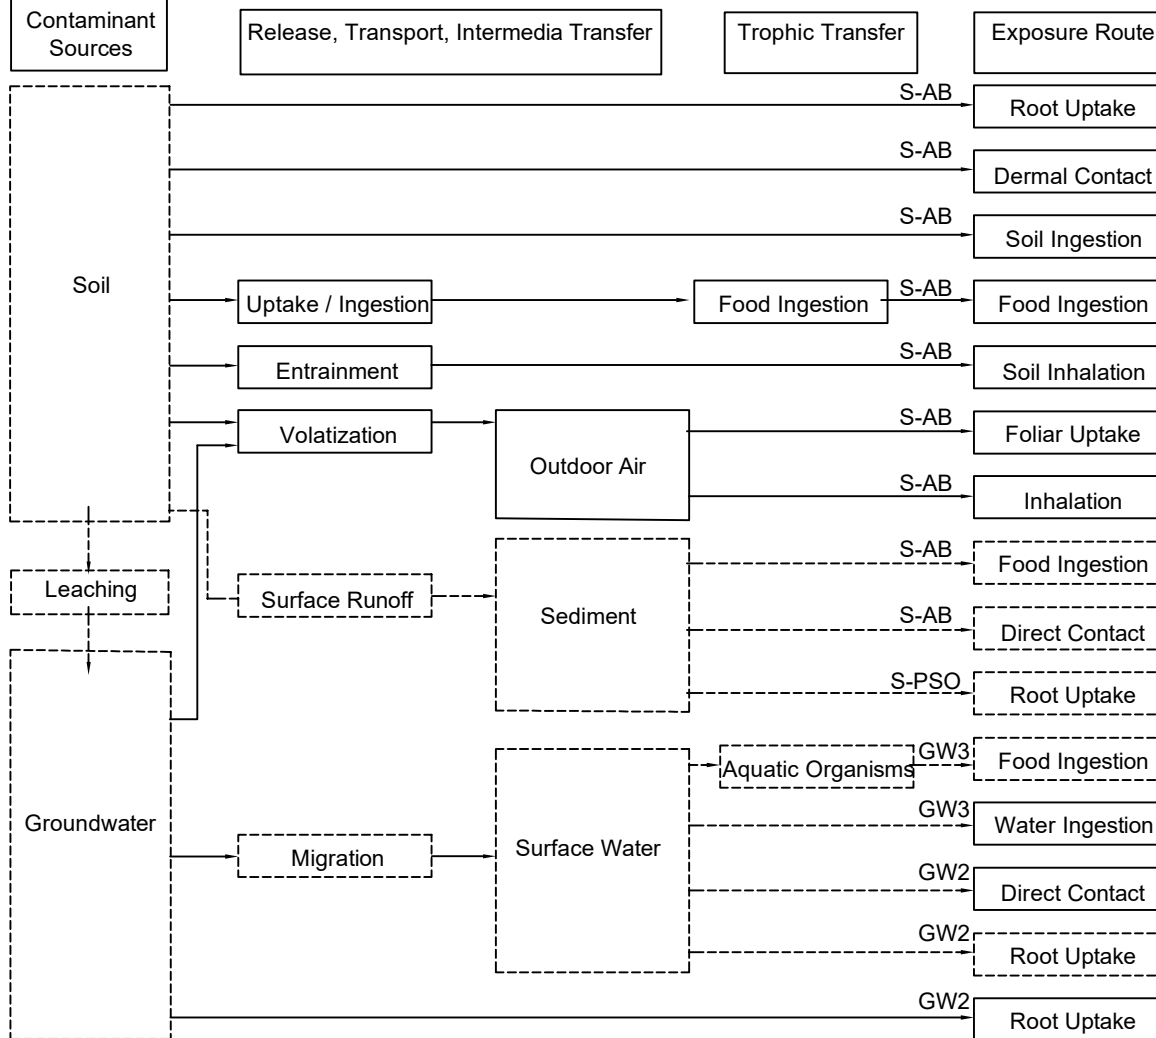 Contaminant
Sources
Release, Transport, Intermedia Transfer
Trophic Transfer
Exposure Route
S-AB
Root Uptake
S-AB
Dermal Contact
S-AB
Soil Ingestion
Soil
Uptake / Ingestion
Food Ingestion
S-AB
Food Ingestion
Entrainment
S-AB
Soil Inhalation
Volatization
Outdoor Air
S-AB
Foliar Uptake
S-AB
Inhalation
Leaching
Surface Runoff
Sediment
S-AB
Food Ingestion
S-AB
Direct Contact
S-PSO
Root Uptake
Groundwater
Migration
Surface Water
Aquatic Organisms
GW3
Food Ingestion
GW3
Water Ingestion
GW2
Direct Contact
GW2
Root Uptake
GW2
Root Uptake